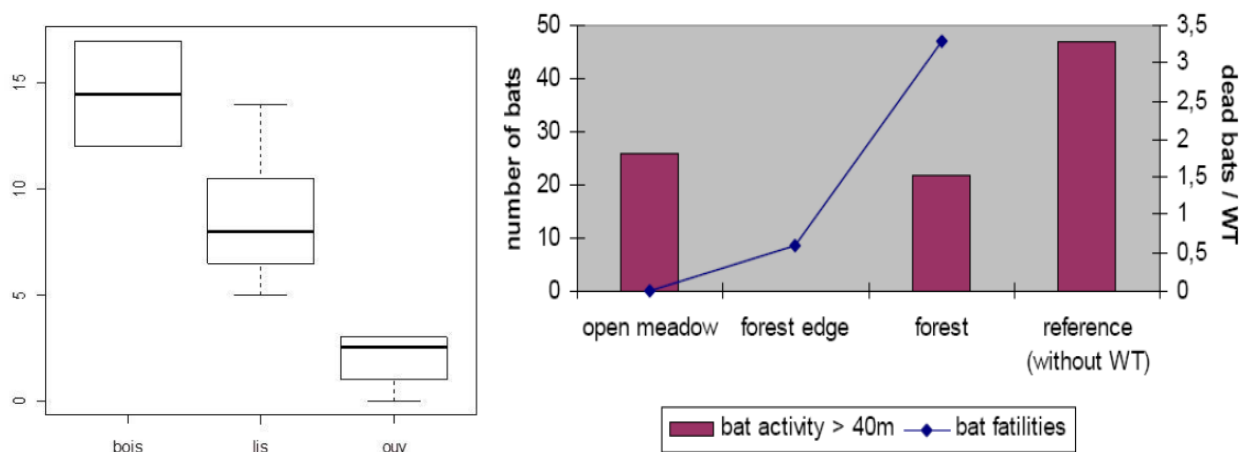 15
10
5
0
bois
lis
ouv
number of bats
50
40
30
20
10
0
3,5
3
2,5
2
1,5
1
0,5
0
dead bats / WT
open meadow
forest edge
forest
reference
(without WT)
bat activity > 40m
bat fatilities